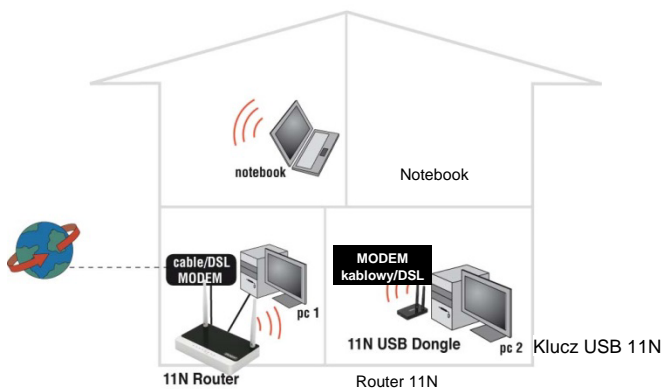 notebook
Notebook
cable/DSL
MODEM
MODEM
kablowy/DSL
pc 1
11N USB Dongle
pc 2
Klucz USB 11N
11N Router
Router 11N